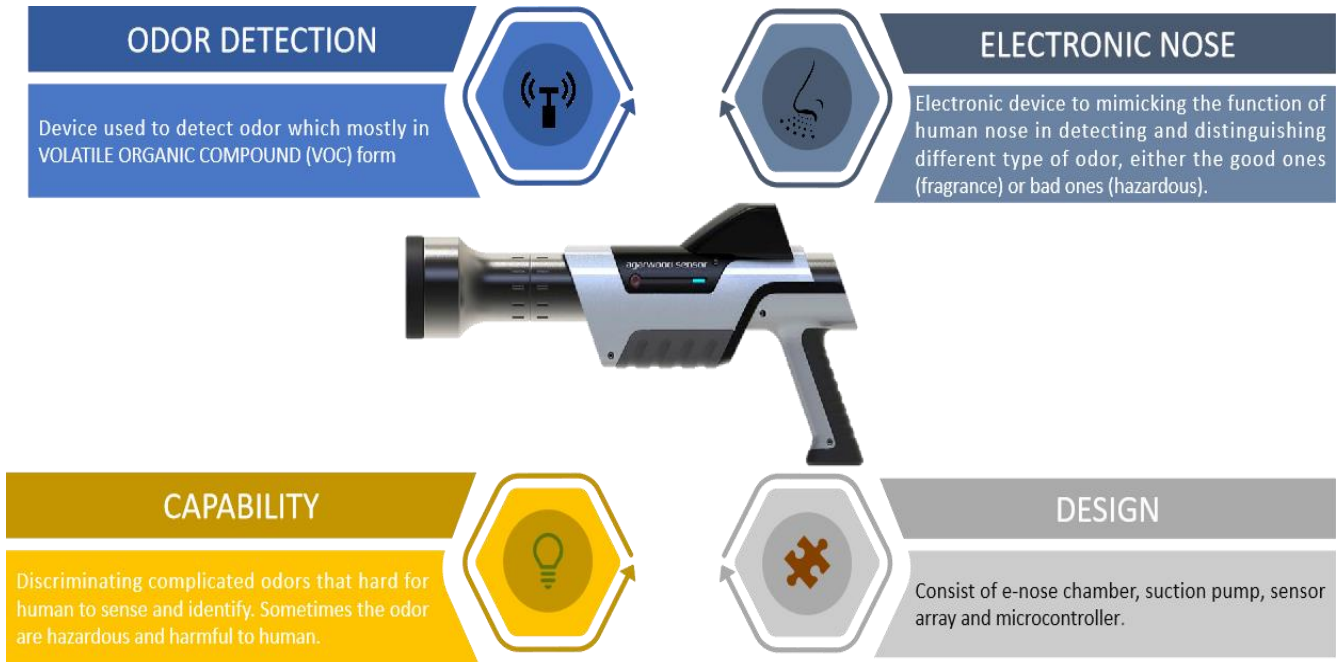 ODOR DETECTION
Device used to detect odor which mostly in
VOLATILE ORGANIC COMPOUND (VOC) form
ELECTRONIC NOSE
Electronic device to mimicking the function of
human nose in detecting and distinguishing
different type of odor, either the good ones
(fragrance) or bad ones (hazardous).
agarwood sensor
CAPABILITY
Discriminating complicated odors that hard for
human to sense and identify. Sometimes the odor
are hazardous and harmful to human.
DESIGN
Consist of e-nose chamber, suction pump, sensor
array and microcontroller.